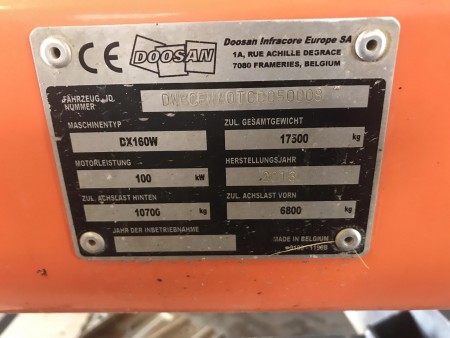 CE DOOSAN
Doosan Infracore Europe SA
1A, RUE ACHILLE DEGRACE
7080 FRAMERIES, BELGIUM
FAHRZEUG. ID
NUMMER
MASCHINENTYP ZUL. GESAMTGEWICHT
DX160W 17500 kg
MOTORLEISTUNG HERSTELLUNGSJAHR
100 kW
ZUL. ACHSLAST HINTEN ZUL. ACHSLAST VORN
10700 kg 6800 kg
JAHR DER INBETRIEBNAHME
MADE IN BELGIUM